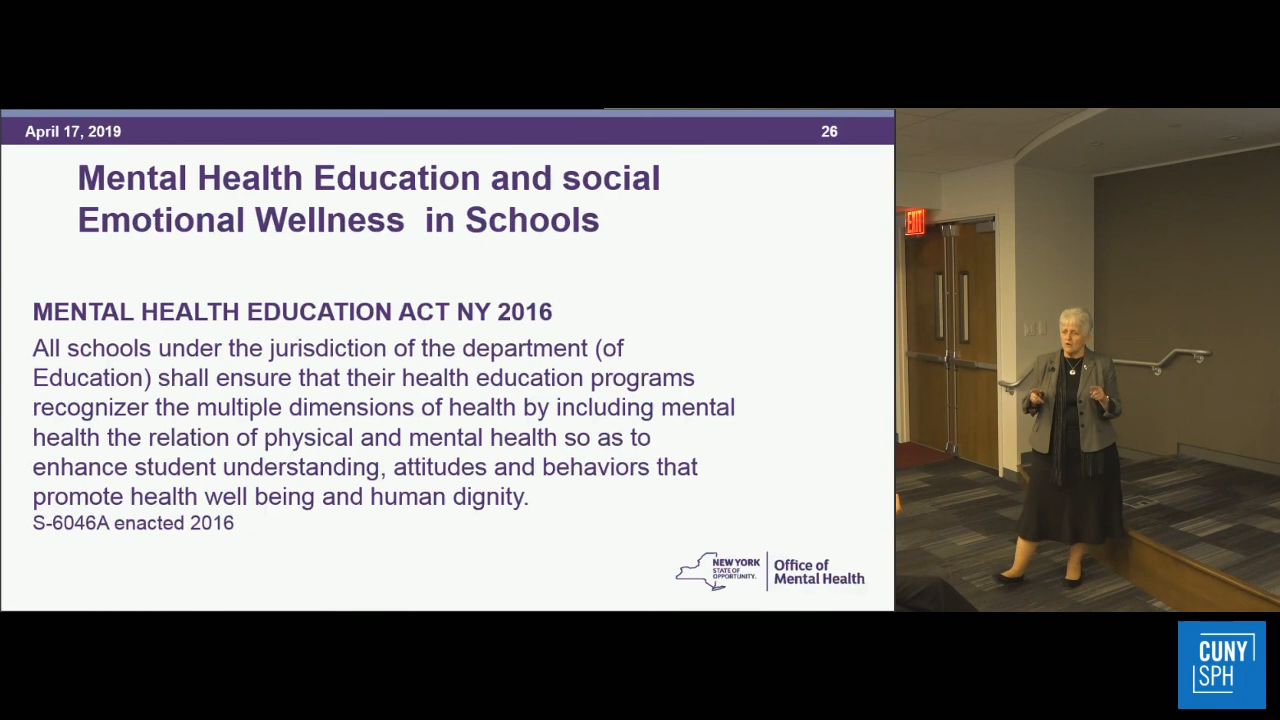 April 17, 2019
26
Mental Health Education and social
Emotional Wellness in Schools
MENTAL HEALTH EDUCATION ACT NY 2016
All schools under the jurisdiction of the department (of
Education) shall ensure that their health education programs
recognizer the multiple dimensions of health by including mental
health the relation of physical and mental health so as to
enhance student understanding, attitudes and behaviors that
promote health well being and human dignity.
S-6046A enacted 2016
NEW YORK
STATE OF
OPPORTUNITY.
Office of
Mental Health
EXIT
CUNY
SPH